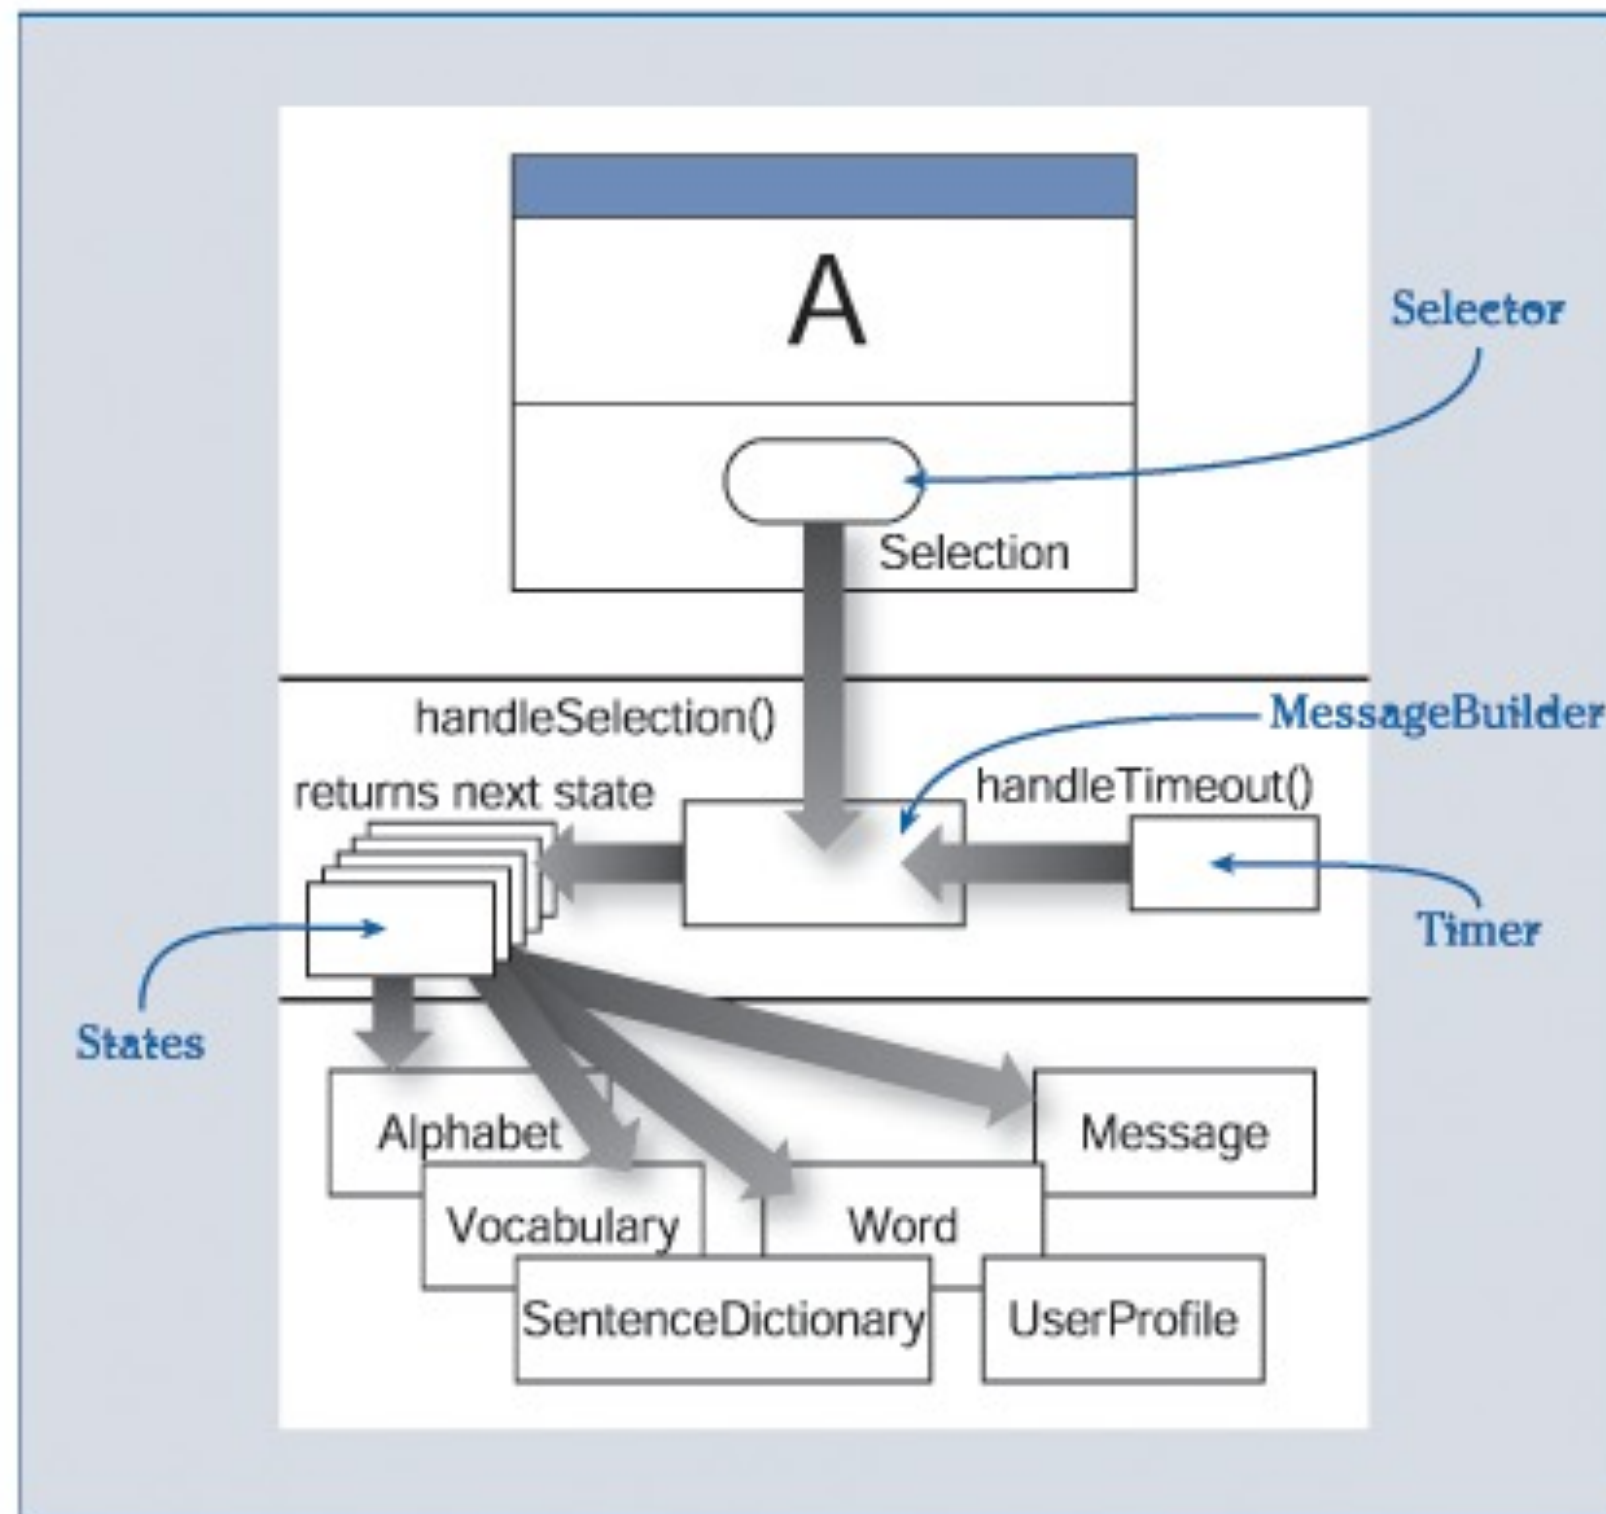 A
Selector
Selection
handleSelection()
MessageBuilder
returns next state
handleTimeout()
Timer
States
Alphabet
Message
Vocabulary
Word
SentenceDictionary
UserProfile